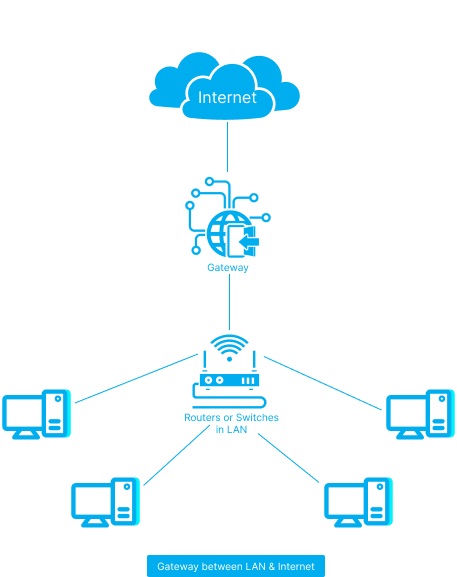 Internet
Gateway
Routers or Switches
in LAN
Gateway between LAN & Internet